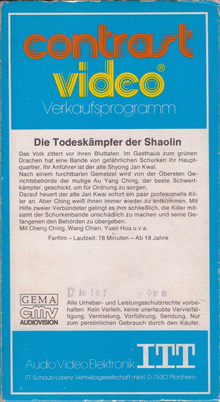 contrast
video®
Verkaufsprogramm
Die Todeskämpfer der Shaolin
Das Volk zittert vor ihren Bluttaten. Im Gasthaus zum grünen
Drachen hat eine Bande von gefährlichen Schurken ihr Haupt-
quartier. Ihr Anführer ist der alte Shyong Jan Kwai.
Nach einem furchtbaren Gemetzel wird von der Obersten Ge-
richtsbehörde der mutige Au Yang Ching, der beste Schwert-
kämpfer, geschickt, um für Ordnung zu sorgen.
Darauf heuert der alte Jan Kwai sofort ein paar professionelle Kil-
ler an. Aber Ching weiß ihnen immer wieder zu entkommen. Mit
Hilfe zweier Verbündeter gelingt es ihm schließlich, die Killer mit-
samt der Schurkenbande unschädlich zu machen und seine Ge-
fangenen den Behörden zu übergeben.
Mit Cheng Ching, Wang Chien, Yuan Hua u.v.a.
Farfilm – Laufzeit: 78 Minuten – Ab 18 Jahre
GEMA
cmv
AUDIOVISION
Alle Urheber- und Leistungsschutzrechte vorbe-
halten. Kein Verleih, keine unerlaubte Vervielfälti-
gung, Vermietung, Vorführung, Sendung. Nur
zum persönlichen Gebrauch durch den Käufer.
Audio Video Elektronik ITT
ITT Schaub-Lorenz Vertriebsgesellschaft mbH, D-7530 Pforzheim